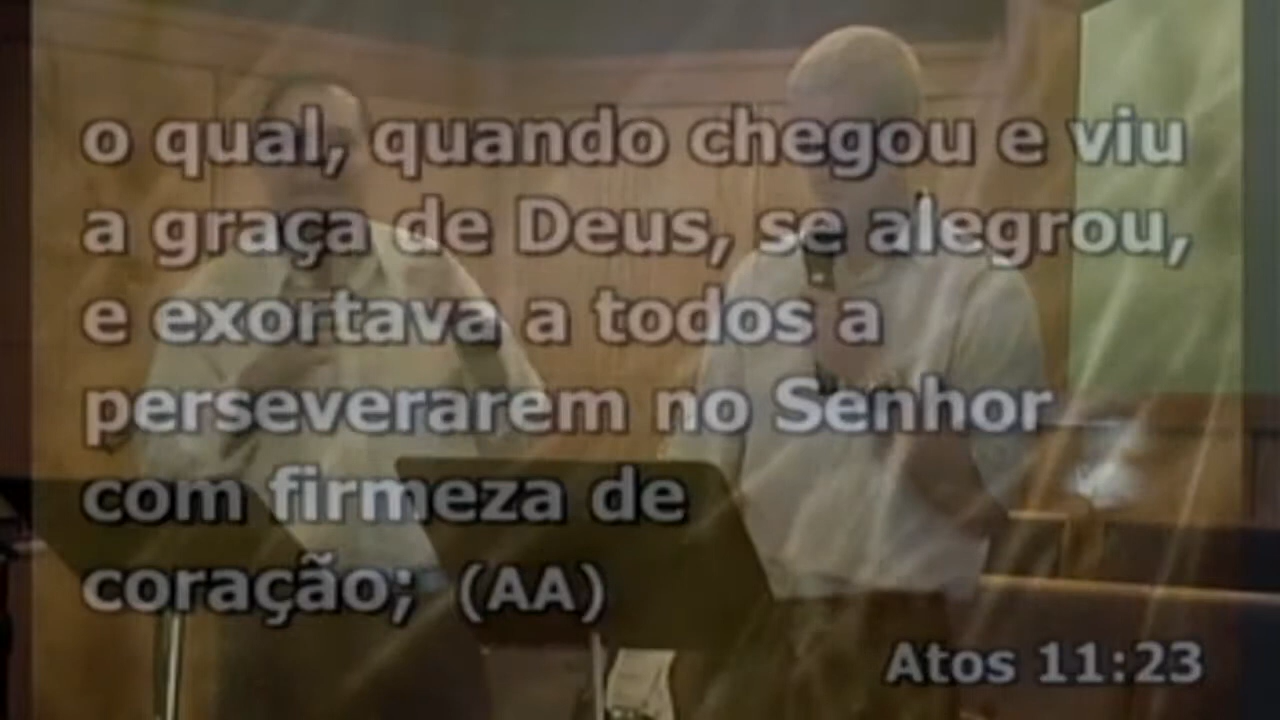 o qual, quando chegou e viu
a graça de Deus, se alegrou,
e exortava a todos a
perseverarem no Senhor
com firmeza de
coração; (AA)
Atos 11:23